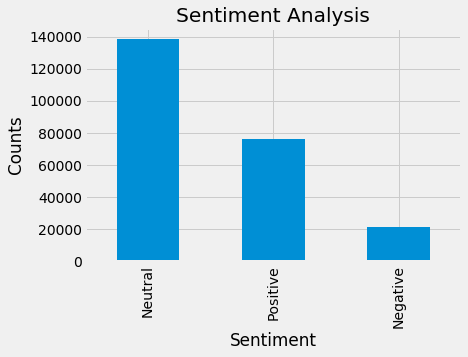 Sentiment Analysis
140000
120000
100000
80000
60000
40000
20000
0
Counts
Neutral
Positive
Negative
Sentiment